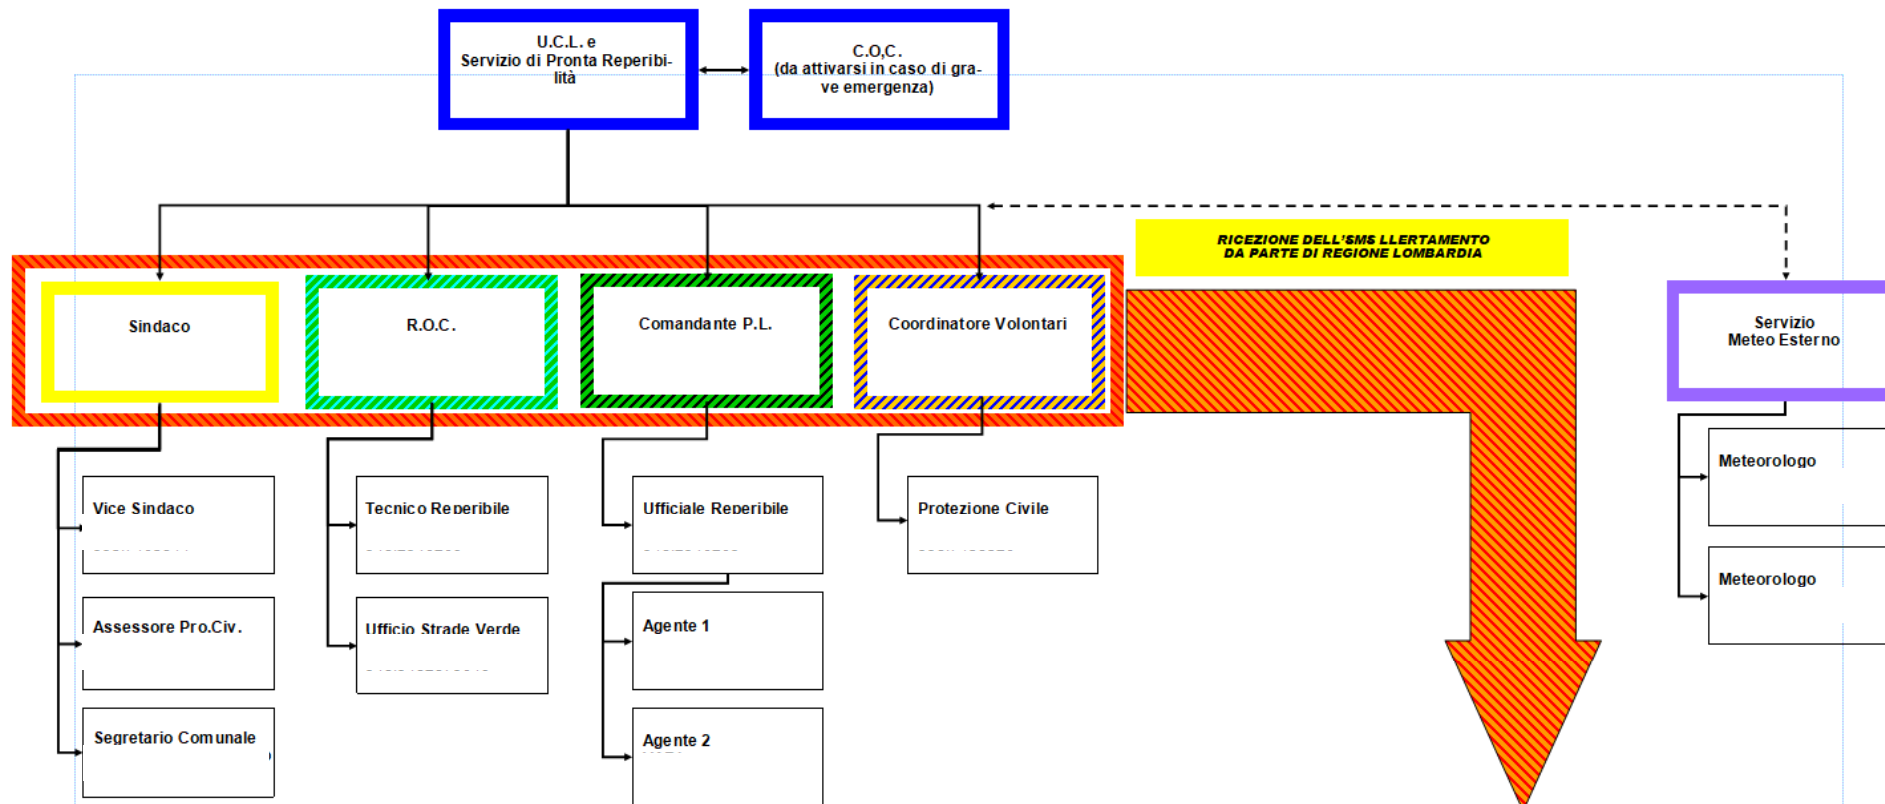 U.C.L. e
Servizio di Pronta Reperibi-
lità
C.O,C.
(da attivarsi in caso di gra-
ve emergenza)
RICEZIONE DELL'SMS LLERTAMENTO
DA PARTE DI REGIONE LOMBARDIA
Sindaco
R.O.C.
Comandante P.L.
Coordinatore Volontari
Servizio
Meteo Esterno
Vice Sindaco
Tecnico Reperibile
Ufficiale Reperibile
Protezione Civile
Meteorologo
Assessore Pro.Civ.
Ufficio Strade Verde
Agente 1
Meteorologo
Segretario Comunale
Agente 2